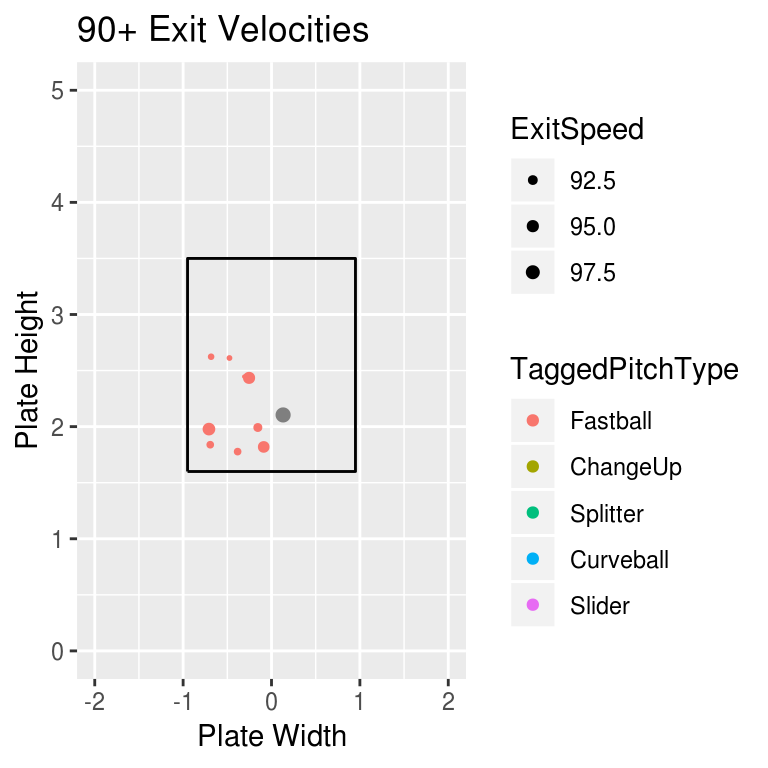 90+ Exit Velocities
Plate Height
5
4
3
2
1
0
-2 -1 0 1 2
Plate Width
ExitSpeed
92.5
95.0
97.5
TaggedPitchType
Fastball
ChangeUp
Splitter
Curveball
Slider